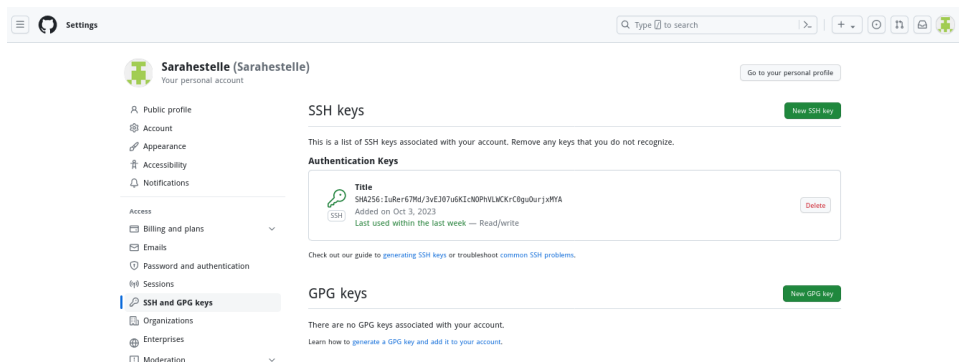 Settings
Type / to search
Sarahestelle (Sarahestelle)
Your personal account
Go to your personal profile
Public profile
Account
Appearance
Accessibility
Notifications
Access
Billing and plans
Emails
Password and authentication
Sessions
SSH and GPG keys
Organizations
Enterprises
Moderation
SSH keys
New SSH key
This is a list of SSH keys associated with your account. Remove any keys that you do not recognize.
Authentication Keys
Title
SHA256:IuRer67Md/3vEJ07u6KIcNOPhVLWCKrC0guOurjxMYA
SSH
Added on Oct 3, 2023
Last used within the last week — Read/write
Delete
Check out our guide to generating SSH keys or troubleshoot common SSH problems.
GPG keys
New GPG key
There are no GPG keys associated with your account.
Learn how to generate a GPG key and add it to your account.